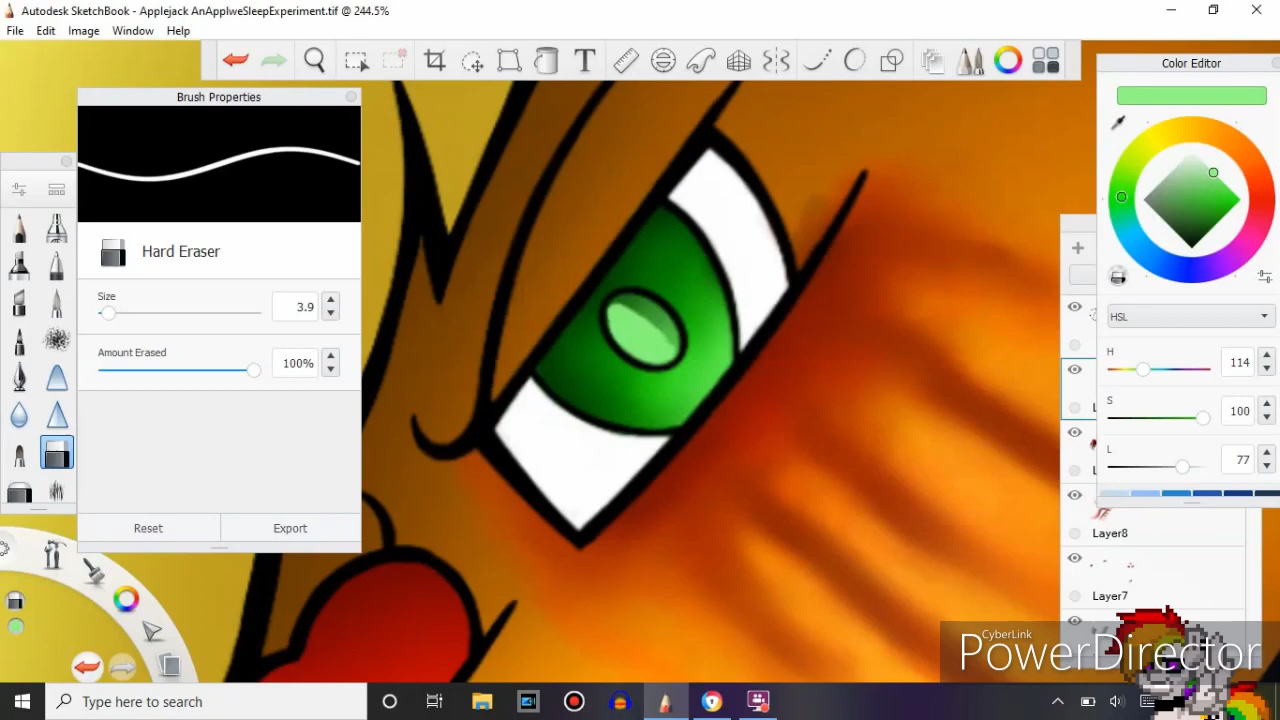 Autodesk SketchBook - Applejack AnApplweSleepExperiment.tif @ 244.5%
File Edit Image Window Help
Brush Properties
Color Editor
Hard Eraser
Size
3.9
Amount Erased
100%
Reset Export
HSL
H 114
S 100
L 77
Layer8
Layer7
CyberLink
PowerDirector
Type here to search